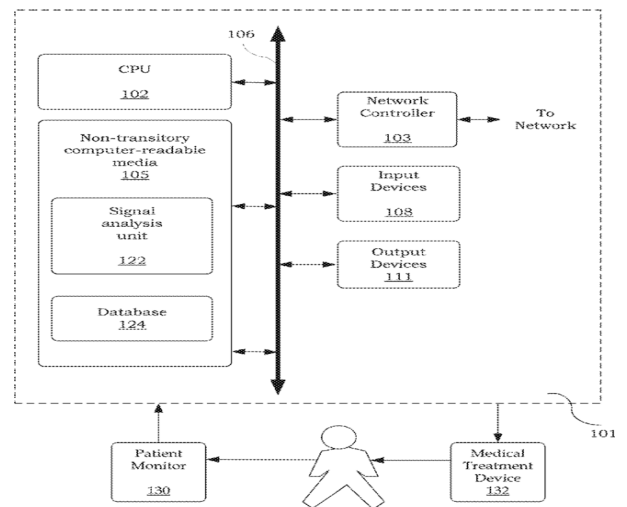 106
CPU
102
Non-transitory
computer-readable
media
105
Signal
analysis
unit
122
Database
124
Network
Controller
103
To
Network
Input
Devices
108
Output
Devices
111
101
Patient
Monitor
130
Medical
Treatment
Device
132